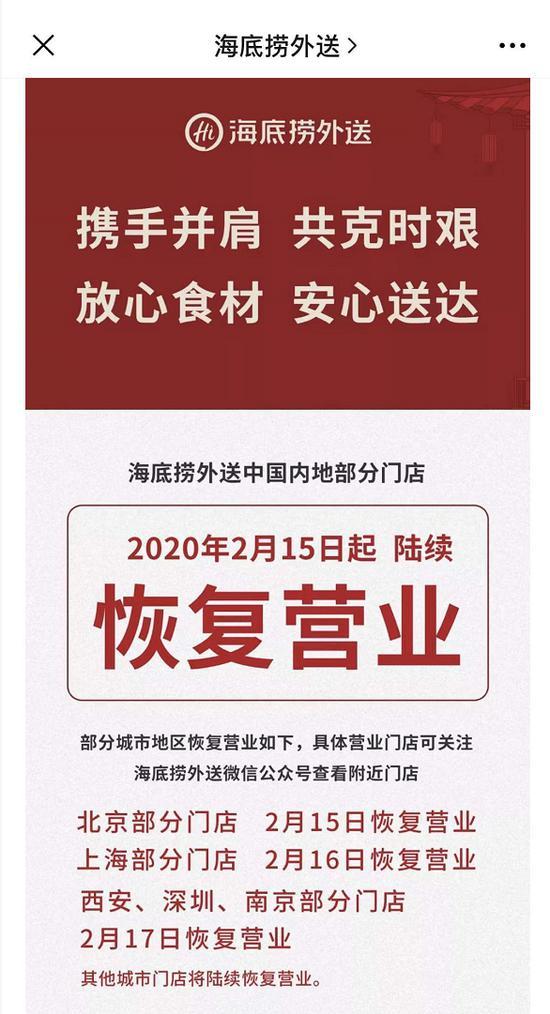 海底捞外送
Hi 海底捞外送
携手并肩 共克时艰
放心食材 安心送达
海底捞外送中国内地部分门店
2020年2月15日起 陆续
恢复营业
部分城市地区恢复营业如下，具体营业门店可关注
海底捞外送微信公众号查看附近门店
北京部分门店 2月15日恢复营业
上海部分门店 2月16日恢复营业
西安、深圳、南京部分门店
2月17日恢复营业
其他城市门店将陆续恢复营业。